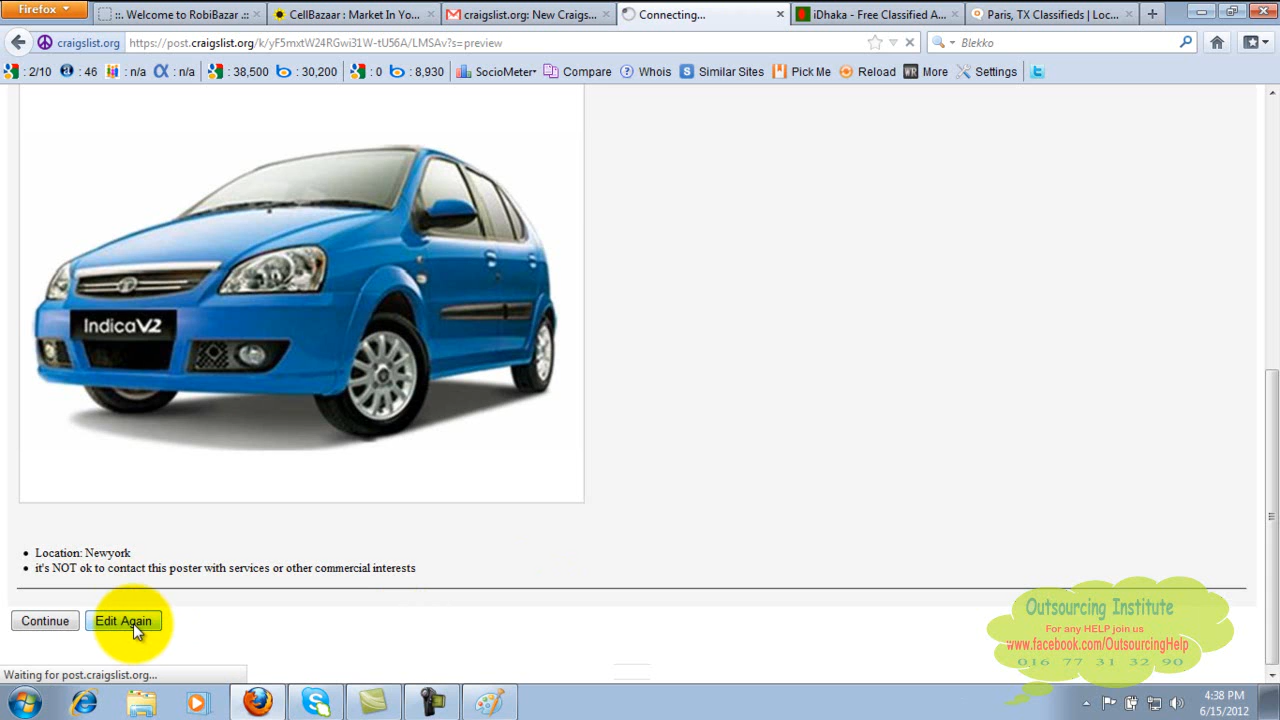 Firefox
::. Welcome to RobiBazar .::
CellBazaar : Market In Yo...
craigslist.org: New Craigs...
Connecting...
iDhaka - Free Classified A...
Paris, TX Classifieds | Loc...
craigslist.org
https://post.craigslist.org/k/yF5mxtW24RGwi31W-tU56A/LMSAv?s=preview
Blekko
: 2/10
: 46
: n/a
: n/a
: 38,500
: 30,200
: 0
: 8,930
SocioMeter
Compare
Whois
Similar Sites
Pick Me
Reload
More
Settings
IndicaV2
Location: Newyork
it's NOT ok to contact this poster with services or other commercial interests
Continue
Edit Again
Waiting for post.craigslist.org...
Outsourcing Institute
For any HELP join us
www.facebook.com/OutsourcingHelp
016 77 31 32 90
4:38 PM
6/15/2012